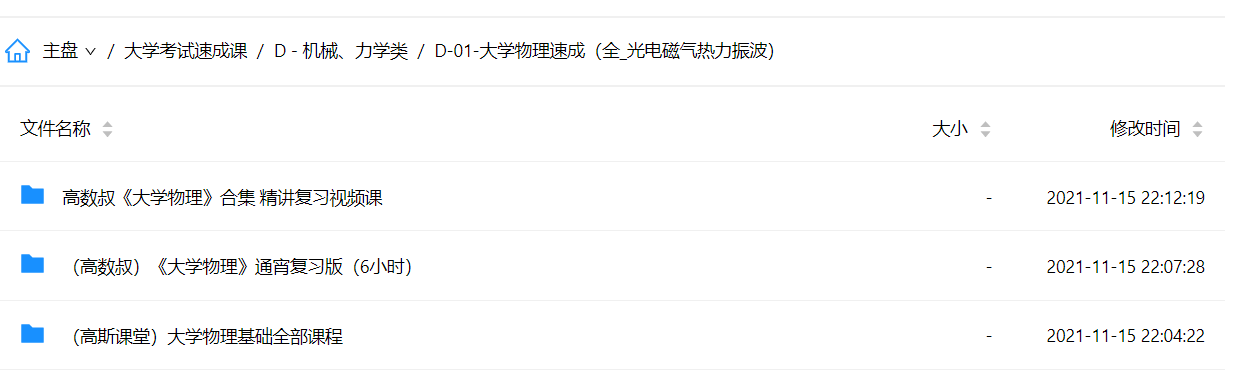 主盘 / 大学考试速成课 / D - 机械、力学类 / D-01-大学物理速成（全_光电磁气热力振波）
文件名称 大小 修改时间
高数叔《大学物理》合集 精讲复习视频课 - 2021-11-15 22:12:19
（高数叔）《大学物理》通宵复习版（6小时） - 2021-11-15 22:07:28
（高斯课堂）大学物理基础全部课程 - 2021-11-15 22:04:22